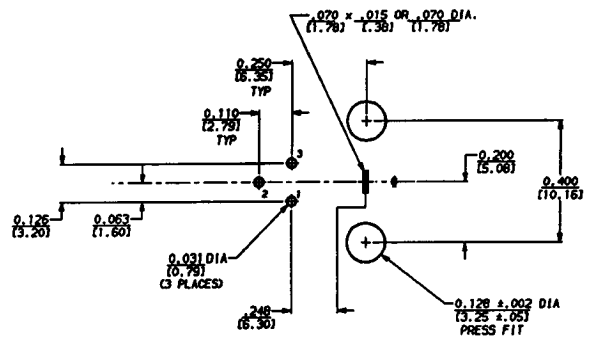 .070 x .015 OR .070 DIA.
[1.78] [.38] [1.78]
0.250
[6.35]
TYP
0.110
[2.79]
TYP
3
2
1
0.200
[5.08]
0.400
[10.16]
0.126
[3.20]
0.063
[1.60]
0.031 DIA
[0.79]
(3 PLACES)
.248
[6.30]
0.128 ±.002 DIA
[3.25 ±.05]
PRESS FIT